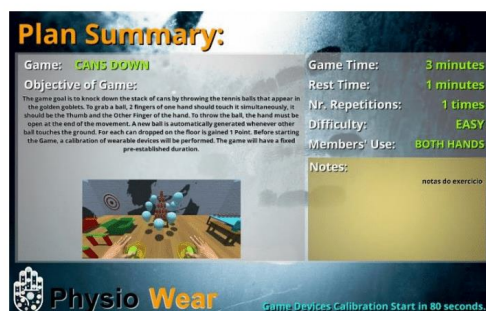 Plan Summary:
Game: CANS DOWN
Objective of Game:
The game goal is to knock down the stack of cans by throwing the tennis balls that appear in
the golden goblets. To grab a ball, 2 fingers of one hand should touch it simultaneously, it
should be the Thumb and the Other Finger of the hand. To throw the ball, the hand must be
open at the end of the movement. A new ball is automatically generated whenever other
ball touches the ground. For each can dropped on the floor is gained 1 Point. Before starting
the Game, a calibration of wearable devices will be performed. The game will have a fixed
pre-established duration.
Game Time: 3 minutes
Rest Time: 1 minutes
Nr. Repetitions: 1 times
Difficulty: EASY
Members' Use: BOTH HANDS
Notes:
notas do exercicio
Physio Wear
Game Devices Calibration Start in 80 seconds.